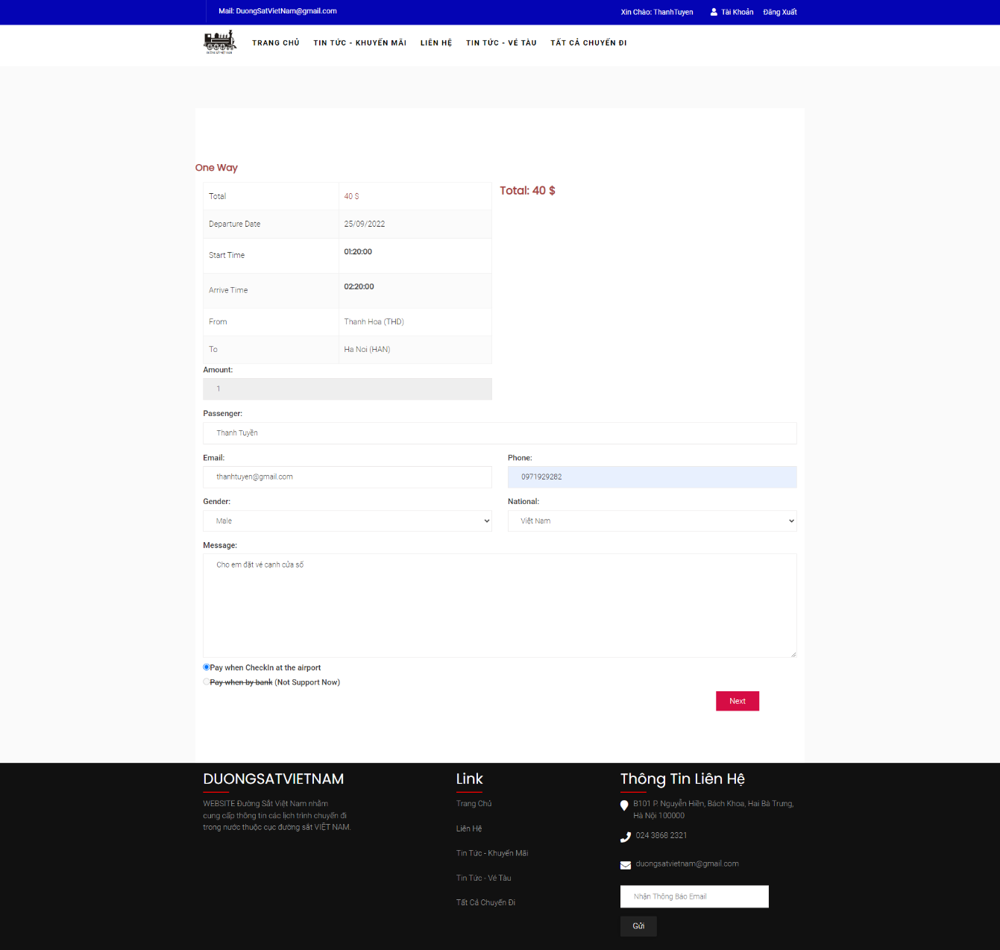 Mail: DuongSatVietNam@gmail.com
Xin Chào: ThanhTuyen
Tài Khoản
Đăng Xuất
ĐƯỜNG SẮT VIỆT NAM
TRANG CHỦ
TIN TỨC - KHUYẾN MÃI
LIÊN HỆ
TIN TỨC - VÉ TÀU
TẤT CẢ CHUYẾN ĐI
One Way
Total
40 $
Total: 40 $
Departure Date
25/09/2022
Start Time
01:20:00
Arrive Time
02:20:00
From
Thanh Hoa (THD)
To
Ha Noi (HAN)
Amount:
1
Passenger:
Thanh Tuyền
Email:
Phone:
thanhtuyen@gmail.com
0971929282
Gender:
National:
Male
Việt Nam
Message:
Cho em đặt vé cạnh cửa sổ
Pay when CheckIn at the airport
Pay when by bank (Not Support Now)
Next
DUONGSATVIETNAM
WEBSITE Đường Sắt Việt Nam nhằm
cung cấp thông tin các lịch trình chuyến đi
trong nước thuộc cục đường sắt VIỆT NAM.
Link
Trang Chủ
Liên Hệ
Tin Tức - Khuyến Mãi
Tin Tức - Vé Tàu
Tất Cả Chuyến Đi
Thông Tin Liên Hệ
B101 P. Nguyễn Hiền, Bách Khoa, Hai Bà Trưng,
Hà Nội 100000
024 3868 2321
duongsatvietnam@gmail.com
Nhận Thông Báo Email
Gửi